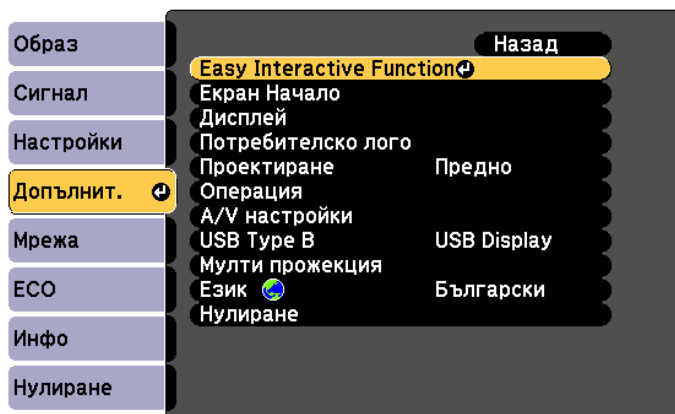 Образ
Сигнал
Настройки
Допълнит.
Мрежа
ECO
Инфо
Нулиране
Назад
Easy Interactive Function
Екран Начало
Дисплей
Потребителско лого
Проектиране Предно
Операция
A/V настройки
USB Type B USB Display
Мулти прожекция
Език Български
Нулиране